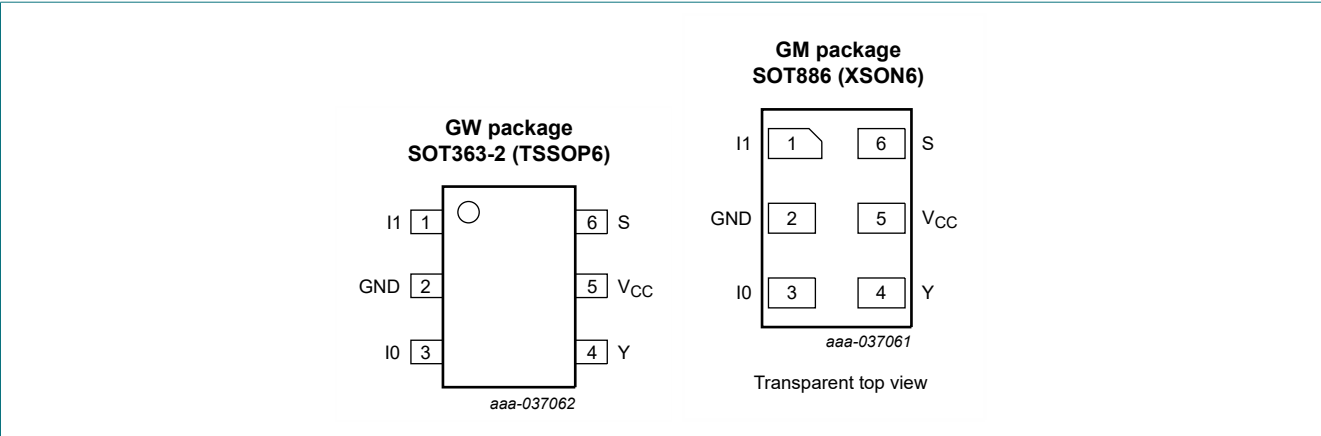 GW package
SOT363-2 (TSSOP6)
I1 1 6 S
GND 2 5 VCC
I0 3 4 Y
aaa-037062
GM package
SOT886 (XSON6)
I1 1 6 S
GND 2 5 VCC
I0 3 4 Y
aaa-037061
Transparent top view